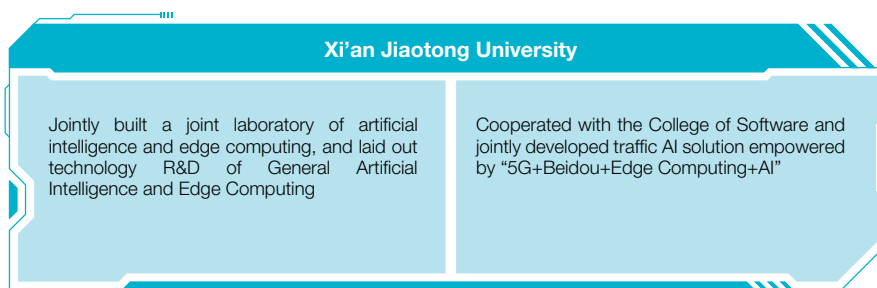 Xi’an Jiaotong University
Jointly built a joint laboratory of artificial
intelligence and edge computing, and laid out
technology R&D of General Artificial
Intelligence and Edge Computing
Cooperated with the College of Software and
jointly developed traffic AI solution empowered
by “5G+Beidou+Edge Computing+AI”